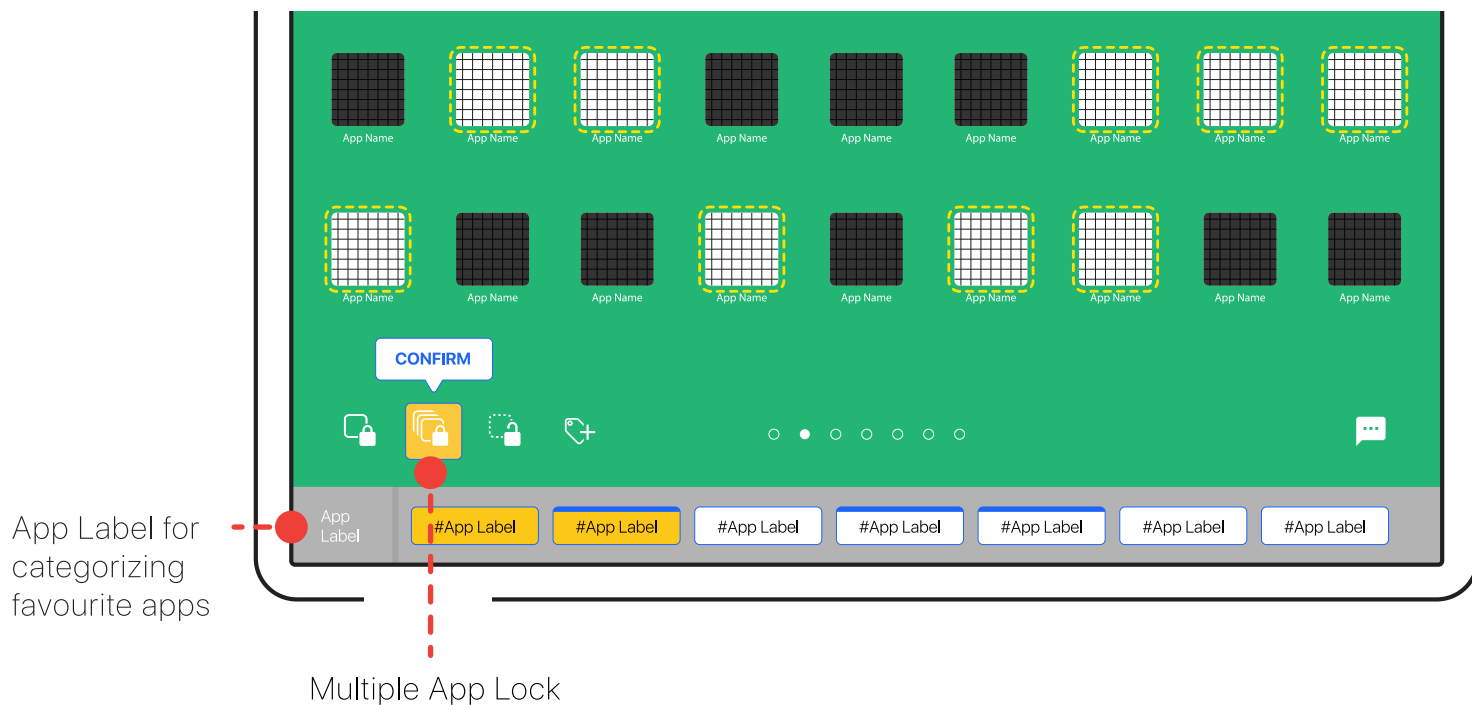 App Name App Name App Name App Name App Name App Name App Name App Name App Name
App Name App Name App Name App Name App Name App Name App Name App Name App Name
CONFIRM
App
Label
#App Label #App Label #App Label #App Label #App Label #App Label #App Label
App Label for
categorizing
favourite apps
Multiple App Lock